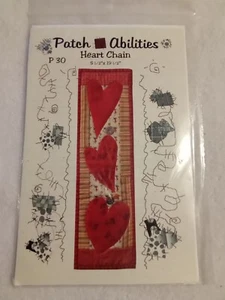 Patch Abilities
P 30
Heart Chain